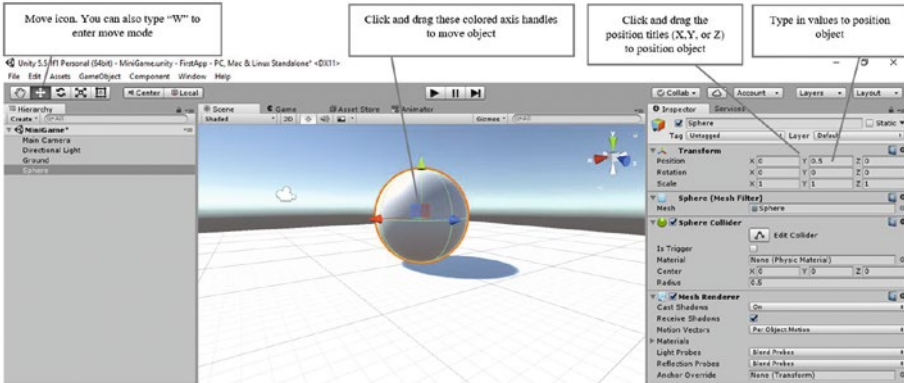 Move icon. You can also type “W” to
enter move mode
Click and drag these colored axis handles
to move object
Click and drag the
position titles (X,Y, or Z)
to position object
Type in values to position
object
Unity 5.5.1f1 Personal (64bit) - MiniGame.unity - FirstApp - PC, Mac & Linux Standalone* <DX11>
File Edit Assets GameObject Component Window Help
Center Local
Collab Account Layers Layout
Hierarchy
Create
MiniGame*
Main Camera
Directional Light
Ground
Sphere
Scene Game Asset Store Animator
Shaded 2D Gizmos
Inspector Services
Sphere Static
Tag Untagged Layer Default
Transform
Position X 0 Y 0.5 Z 0
Rotation X 0 Y 0 Z 0
Scale X 1 Y 1 Z 1
Sphere (Mesh Filter)
Mesh Sphere
Sphere Collider
Edit Collider
Is Trigger
Material None (Physic Material)
Center X 0 Y 0 Z 0
Radius 0.5
Mesh Renderer
Cast Shadows On
Receive Shadows
Motion Vectors Per Object Motion
Materials
Light Probes Blend Probes
Reflection Probes Blend Probes
Anchor Override None (Transform)